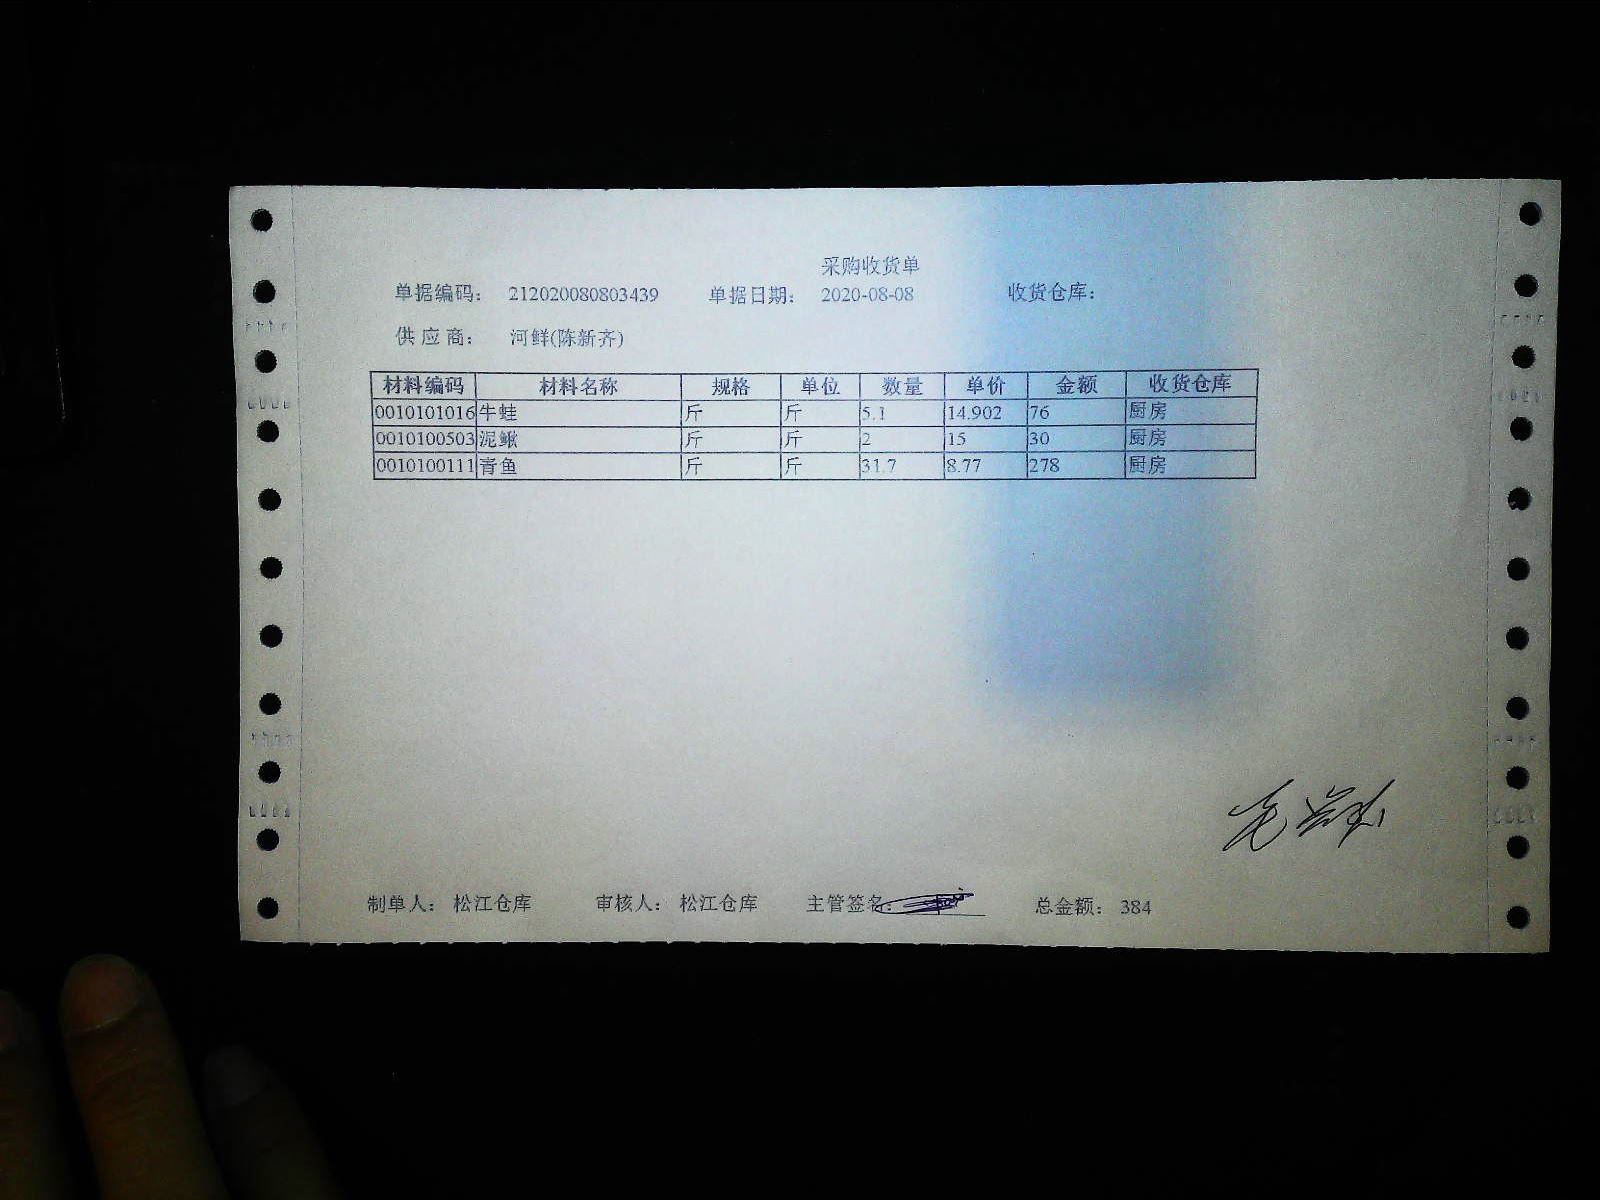 采购收货单
单据编码： 212020080803439 单据日期： 2020-08-08 收货仓库：
供 应 商： 河鲜(陈新齐)
材料编码 材料名称 规格 单位 数量 单价 金额 收货仓库
0010101016 牛蛙 斤 斤 5.1 14.902 76 厨房
0010100503 泥鳅 斤 斤 2 15 30 厨房
0010100111 青鱼 斤 斤 31.7 8.77 278 厨房
制单人： 松江仓库 审核人： 松江仓库 主管签名： 总金额： 384